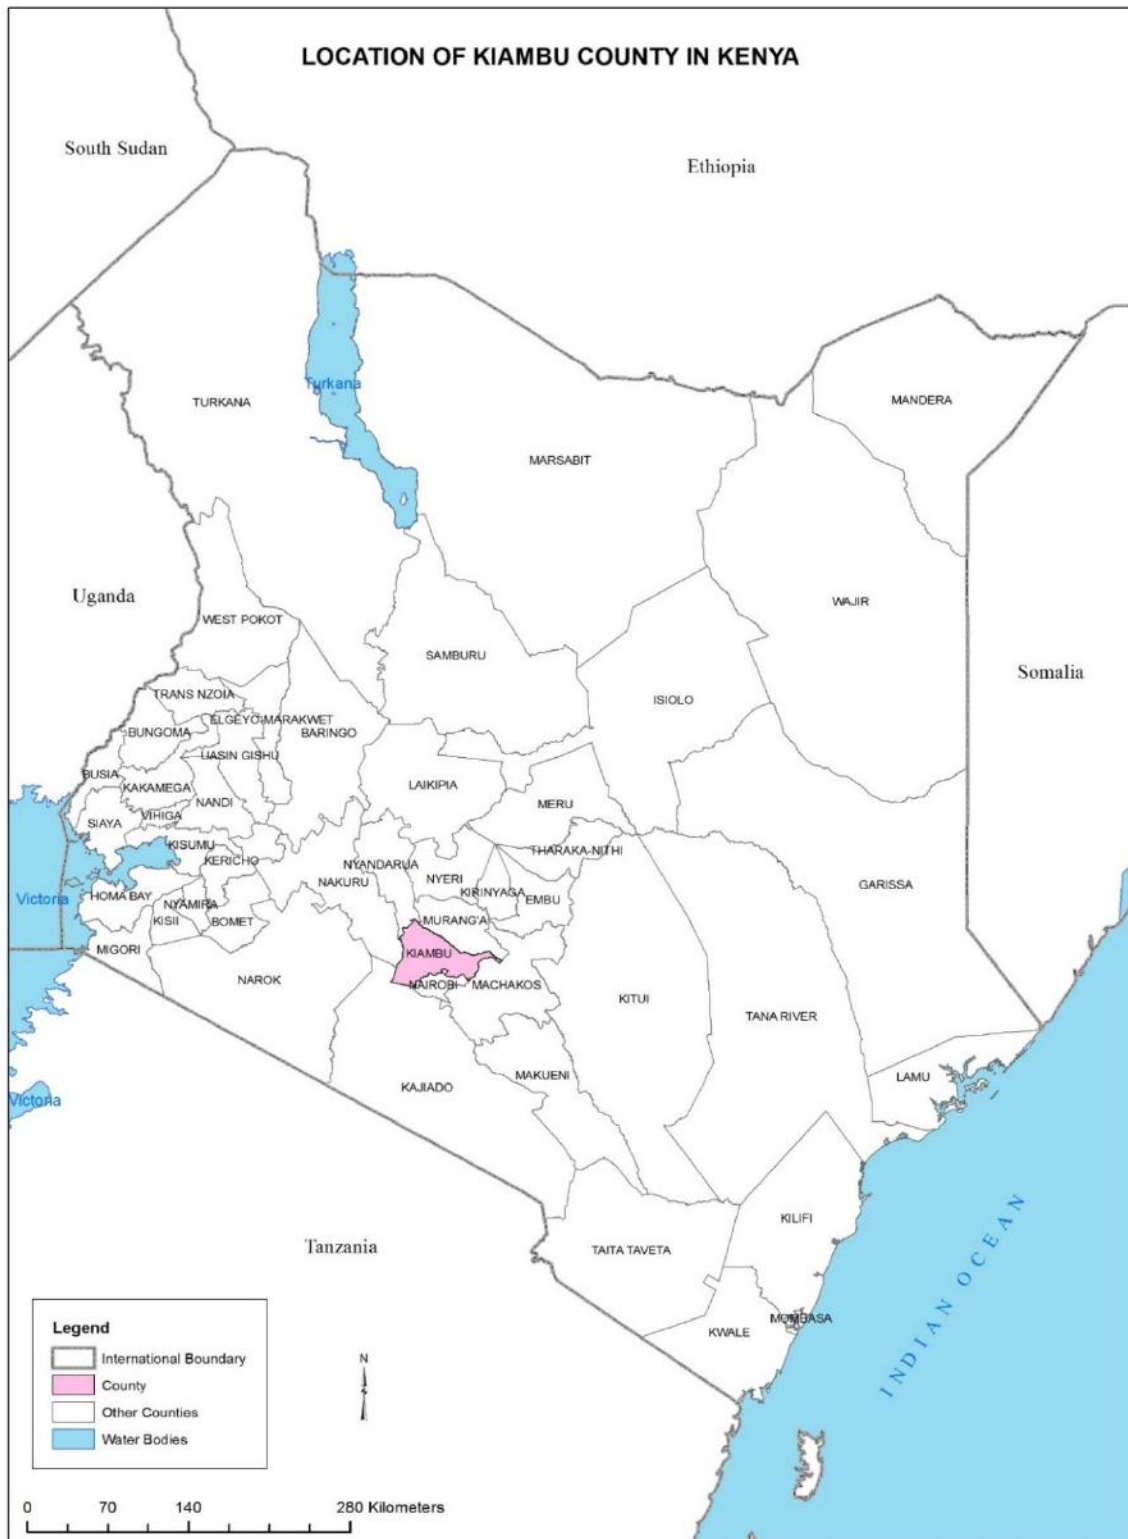 LOCATION OF KIAMBU COUNTY IN KENYA
South Sudan
Ethiopia
Turkana
TURKANA
MANDERA
MARSABIT
Uganda
WAJIR
WEST POKOT
SAMBURU
Somalia
TRANS NZOIA
ISIOLO
ELGEYO-MARAKWET
BUNGOMA
BARINGO
UASIN GISHU
BUSIA
KAKAMEGA
LAIKIPIA
NANDI
MERU
VIHIGA
SIAYA
KISUMU
THARAKA-NITHI
KERICHO
NYANDARUA
NYERI
NAKURU
GARISSA
KIRINYAGA
HOMA BAY
Victoria
NYAMIRA
EMBU
KISII
BOMET
MURANG'A
MIGORI
KIAMBU
NAROK
NAIROBI
MACHAKOS
KITUI
TANA RIVER
MAKUENI
LAMU
KAJIADO
Victoria
KILIFI
Tanzania
TAITA TAVETA
INDIAN OCEAN
MOMBASA
KWALE
Legend
International Boundary
County
Other Counties
Water Bodies
N
0 70 140 280 Kilometers